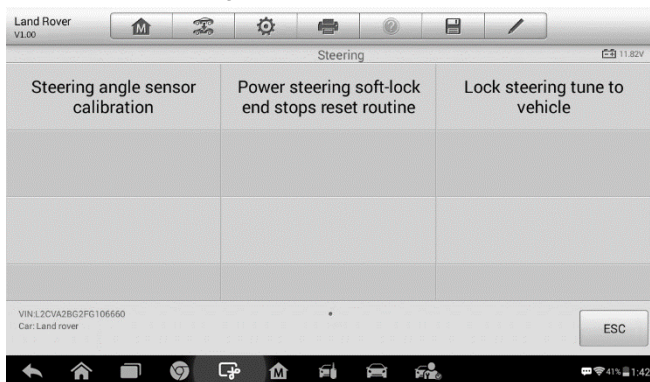 Land Rover
V1.00
Steering
11.82V
Steering angle sensor
calibration
Power steering soft-lock
end stops reset routine
Lock steering tune to
vehicle
VIN:L2CVA2BG2FG106660
Car: Land rover
ESC
41%
1:42